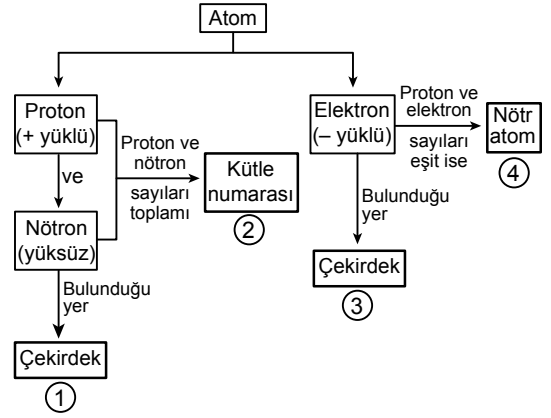 Atom
Proton
(+ yüklü)
ve
Nötron
(yüksüz)
Proton ve
nötron
sayıları
toplamı
Kütle
numarası
2
Bulunduğu
yer
Çekirdek
1
Elektron
(– yüklü)
Proton ve
elektron
sayıları
eşit ise
Nötr
atom
4
Bulunduğu
yer
Çekirdek
3